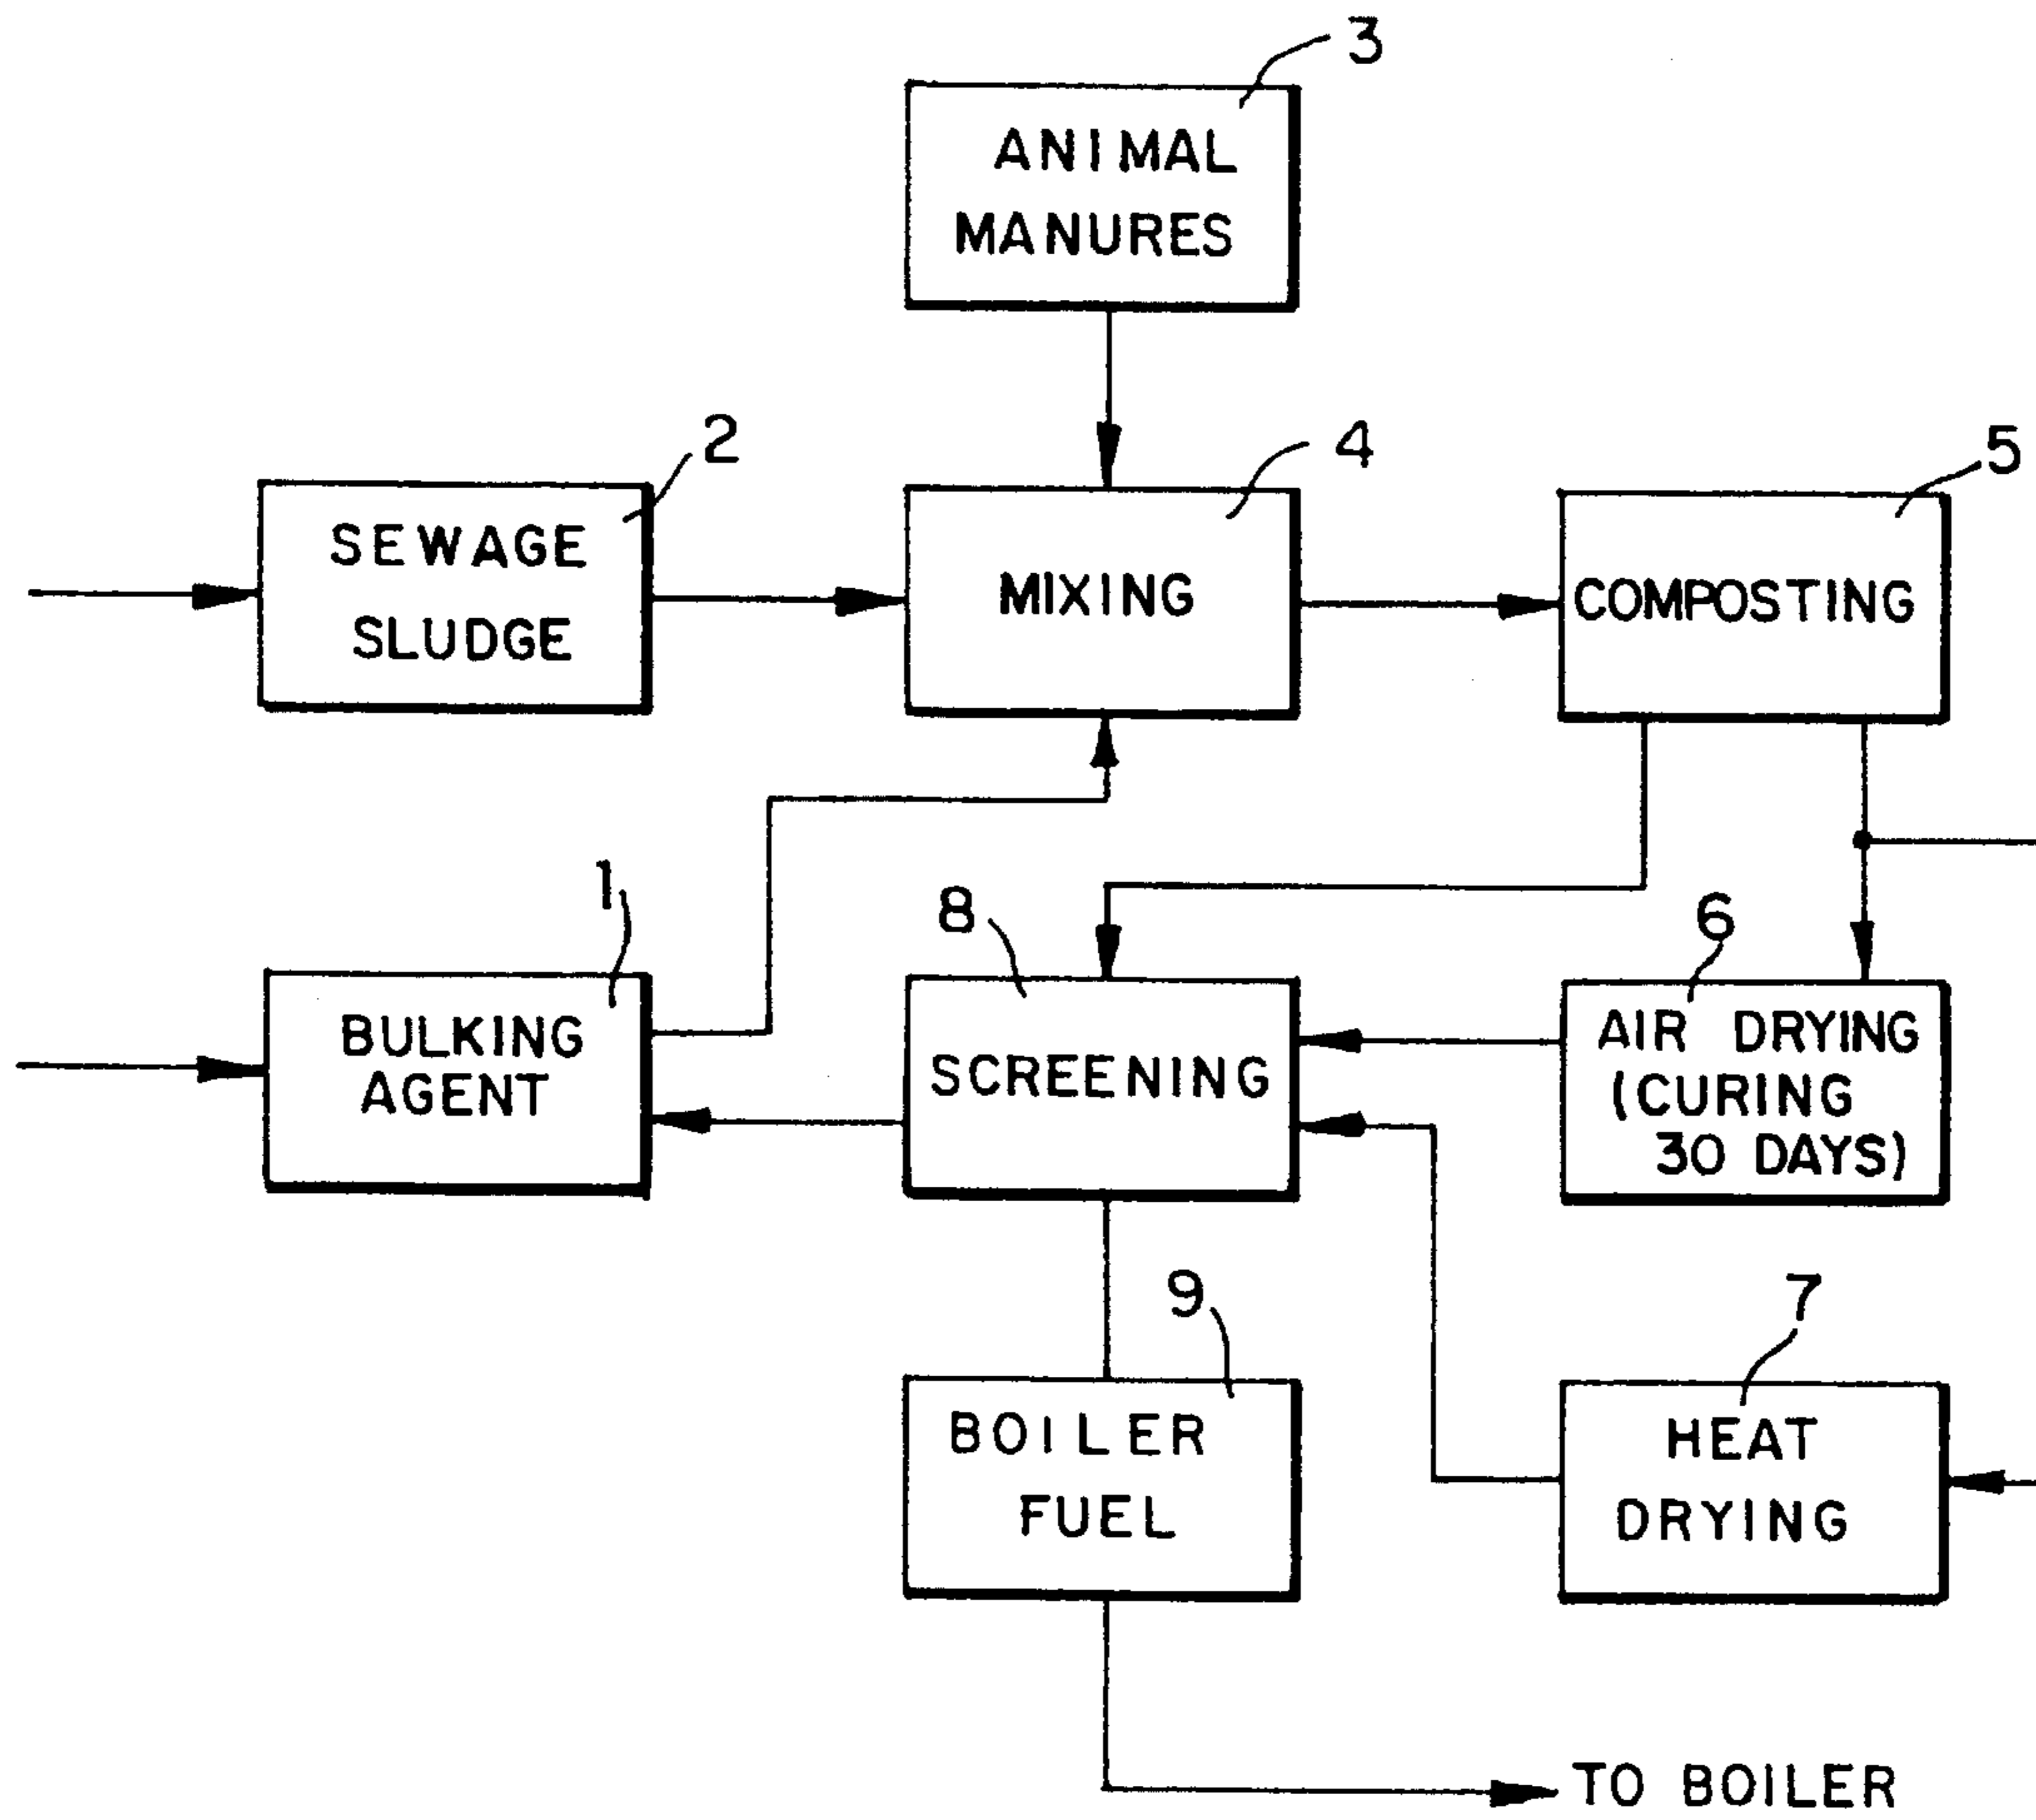 3
ANIMAL
MANURES
2
SEWAGE
SLUDGE
4
MIXING
5
COMPOSTING
1
BULKING
AGENT
8
SCREENING
6
AIR DRYING
(CURING
30 DAYS)
9
BOILER
FUEL
7
HEAT
DRYING
TO BOILER